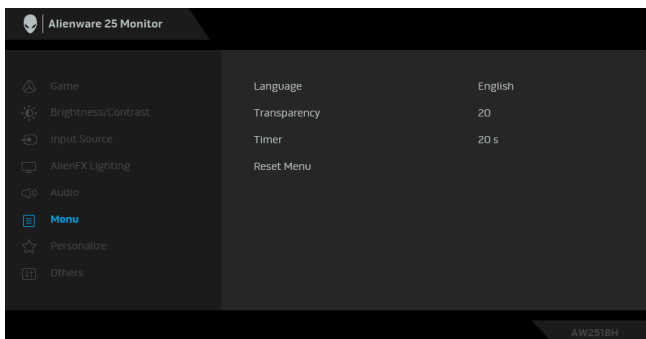 Alienware 25 Monitor
Game
Brightness/Contrast
Input Source
AlienFX Lighting
Audio
Menu
Personalize
Others
Language English
Transparency 20
Timer 20 s
Reset Menu
AW2518H